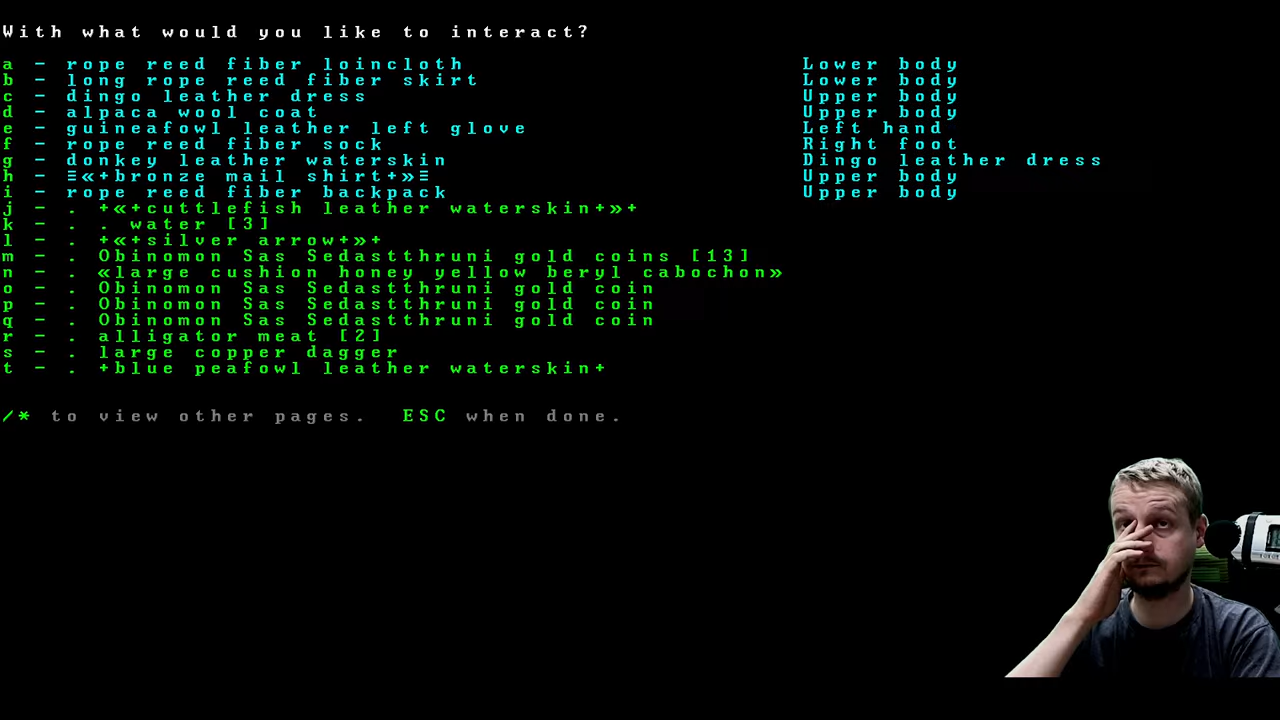 With what would you like to interact?
a - rope reed fiber loincloth Lower body
b - long rope reed fiber skirt Lower body
c - dingo leather dress Upper body
d - alpaca wool coat Upper body
e - guineafowl leather left glove Left hand
f - rope reed fiber sock Right foot
g - donkey leather waterskin Dingo leather dress
h - ≡«+bronze mail shirt+»≡ Upper body
i - rope reed fiber backpack Upper body
j - . +«+cuttlefish leather waterskin+»+
k - . . water [3]
l - . +«+silver arrow+»+
m - . Obinomon Sas Sedastthruni gold coins [13]
n - . «large cushion honey yellow beryl cabochon»
o - . Obinomon Sas Sedastthruni gold coin
p - . Obinomon Sas Sedastthruni gold coin
q - . Obinomon Sas Sedastthruni gold coin
r - . alligator meat [2]
s - . large copper dagger
t - . +blue peafowl leather waterskin+
/* to view other pages. ESC when done.